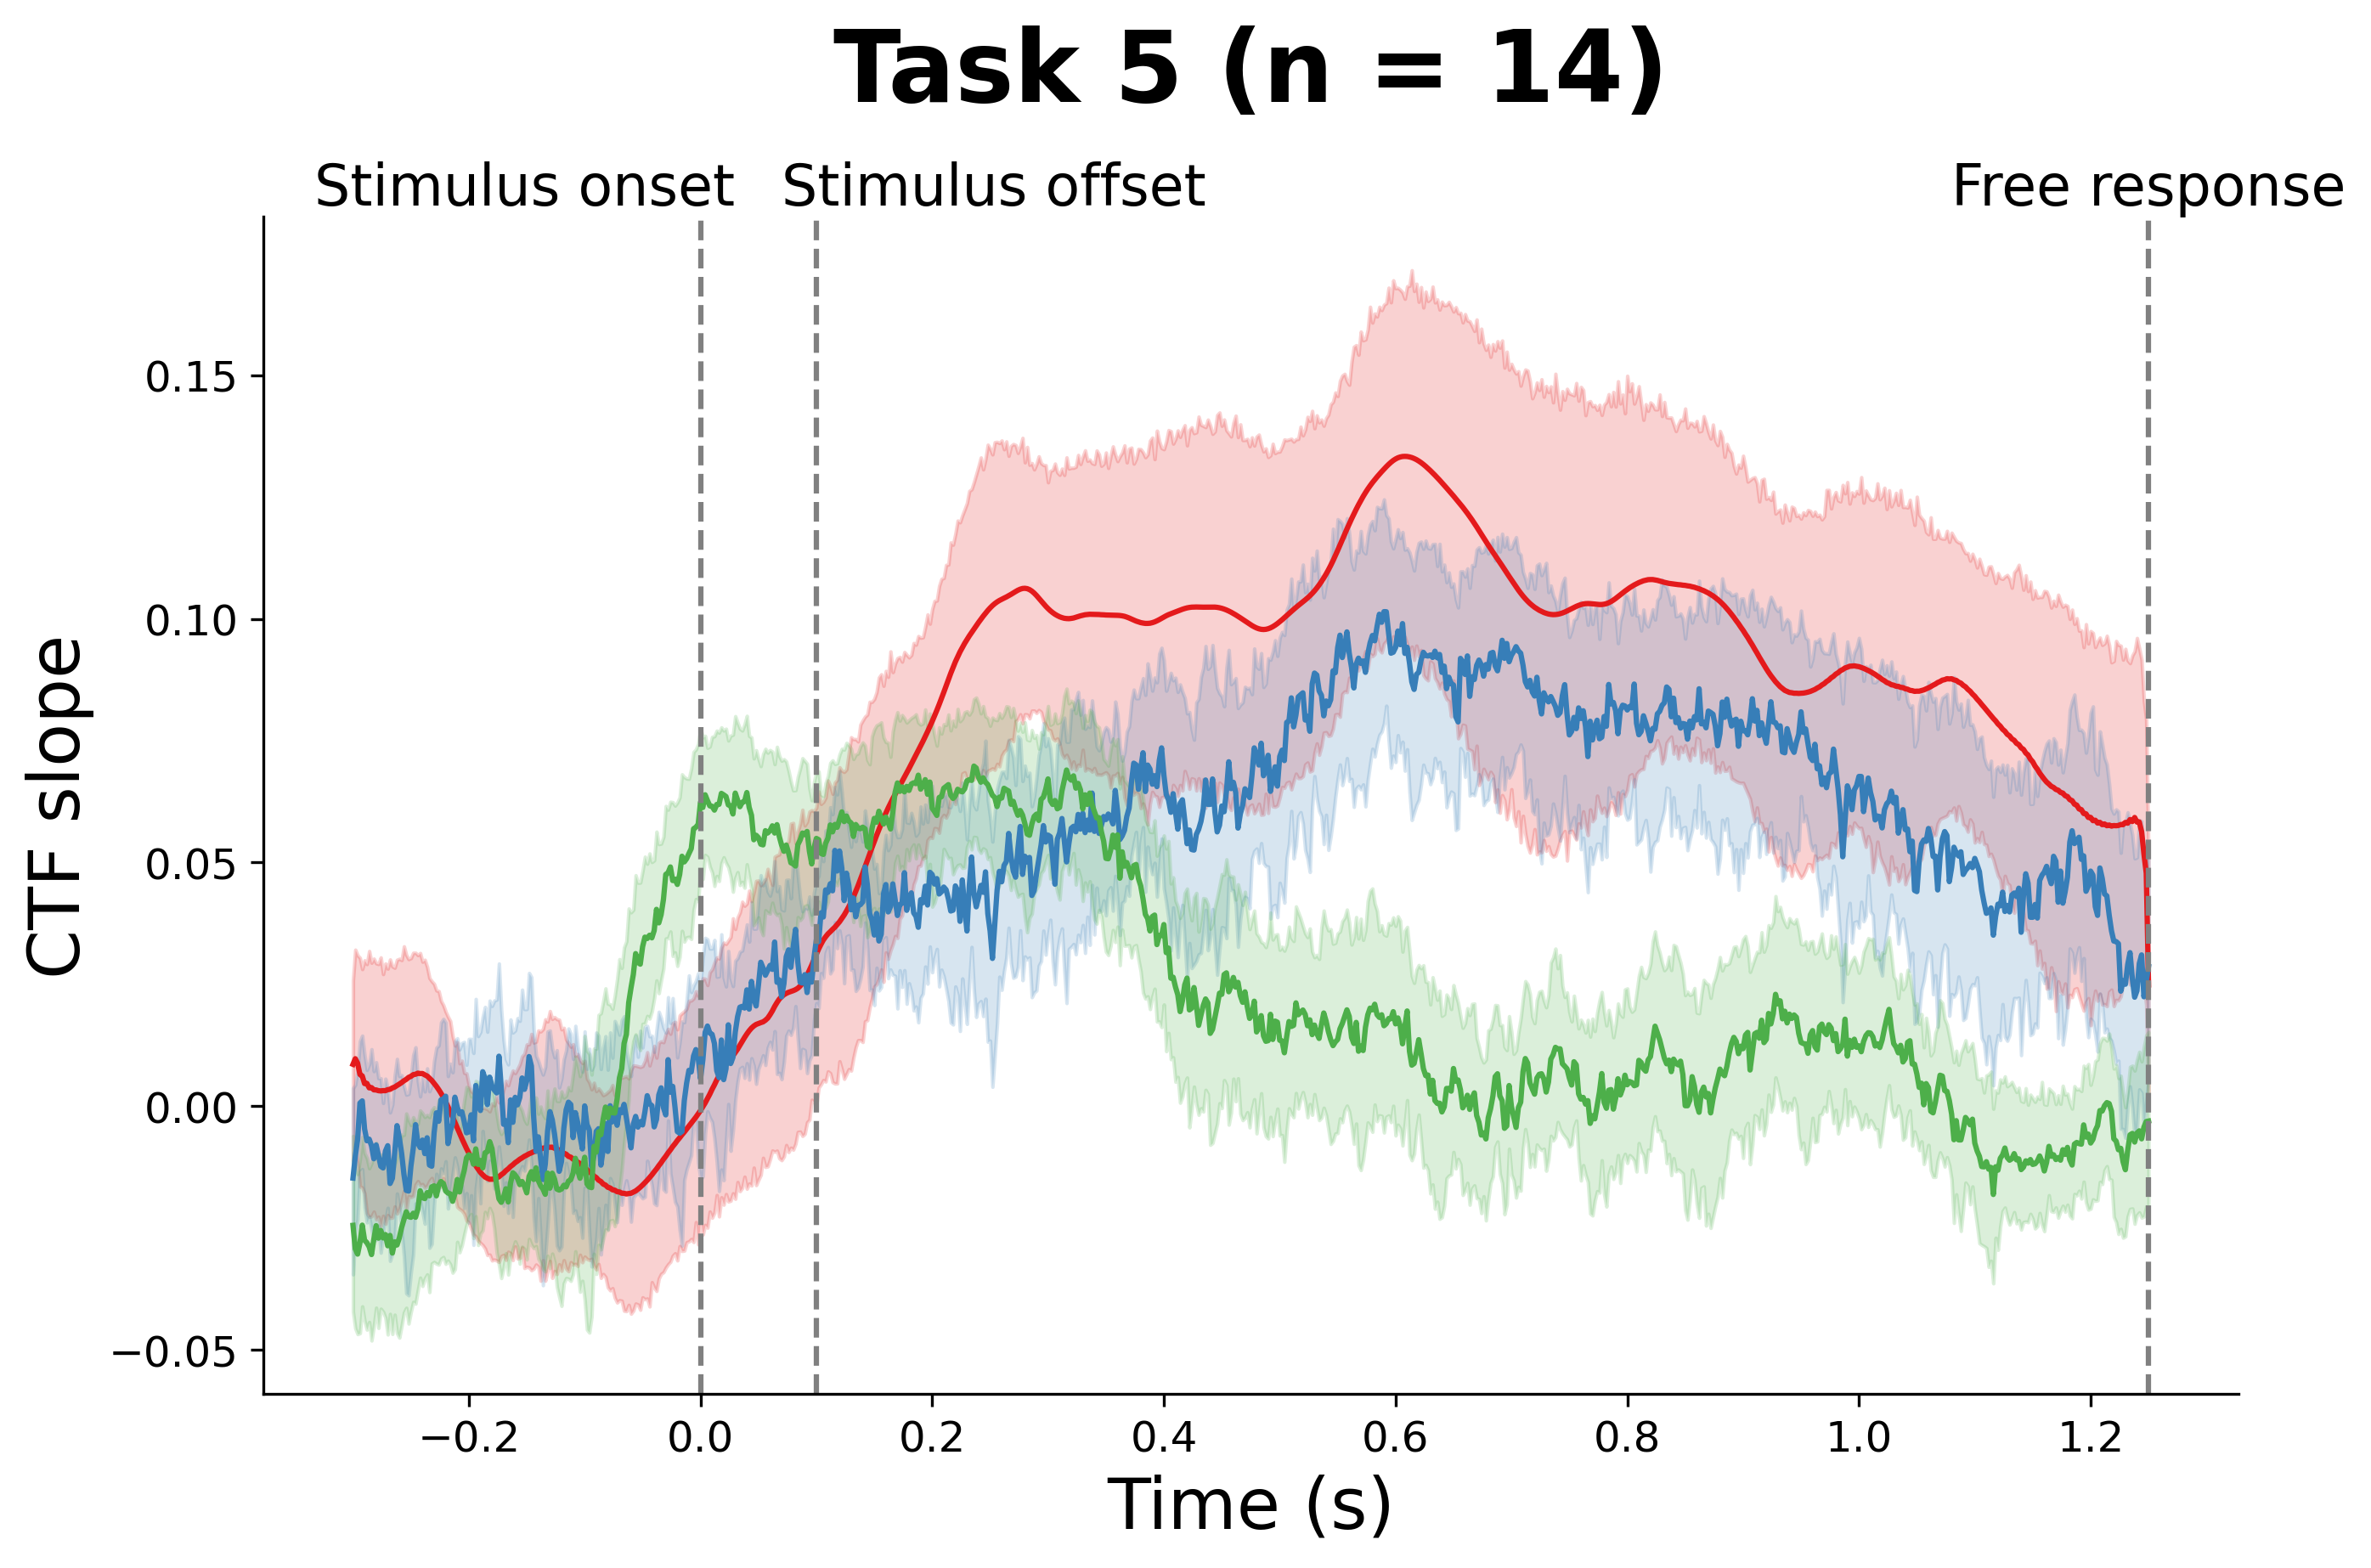 Task 5 (n = 14)
Stimulus onset Stimulus offset Free response
0.15
0.10
0.05
0.00
−0.05
CTF slope
−0.2 0.0 0.2 0.4 0.6 0.8 1.0 1.2
Time (s)